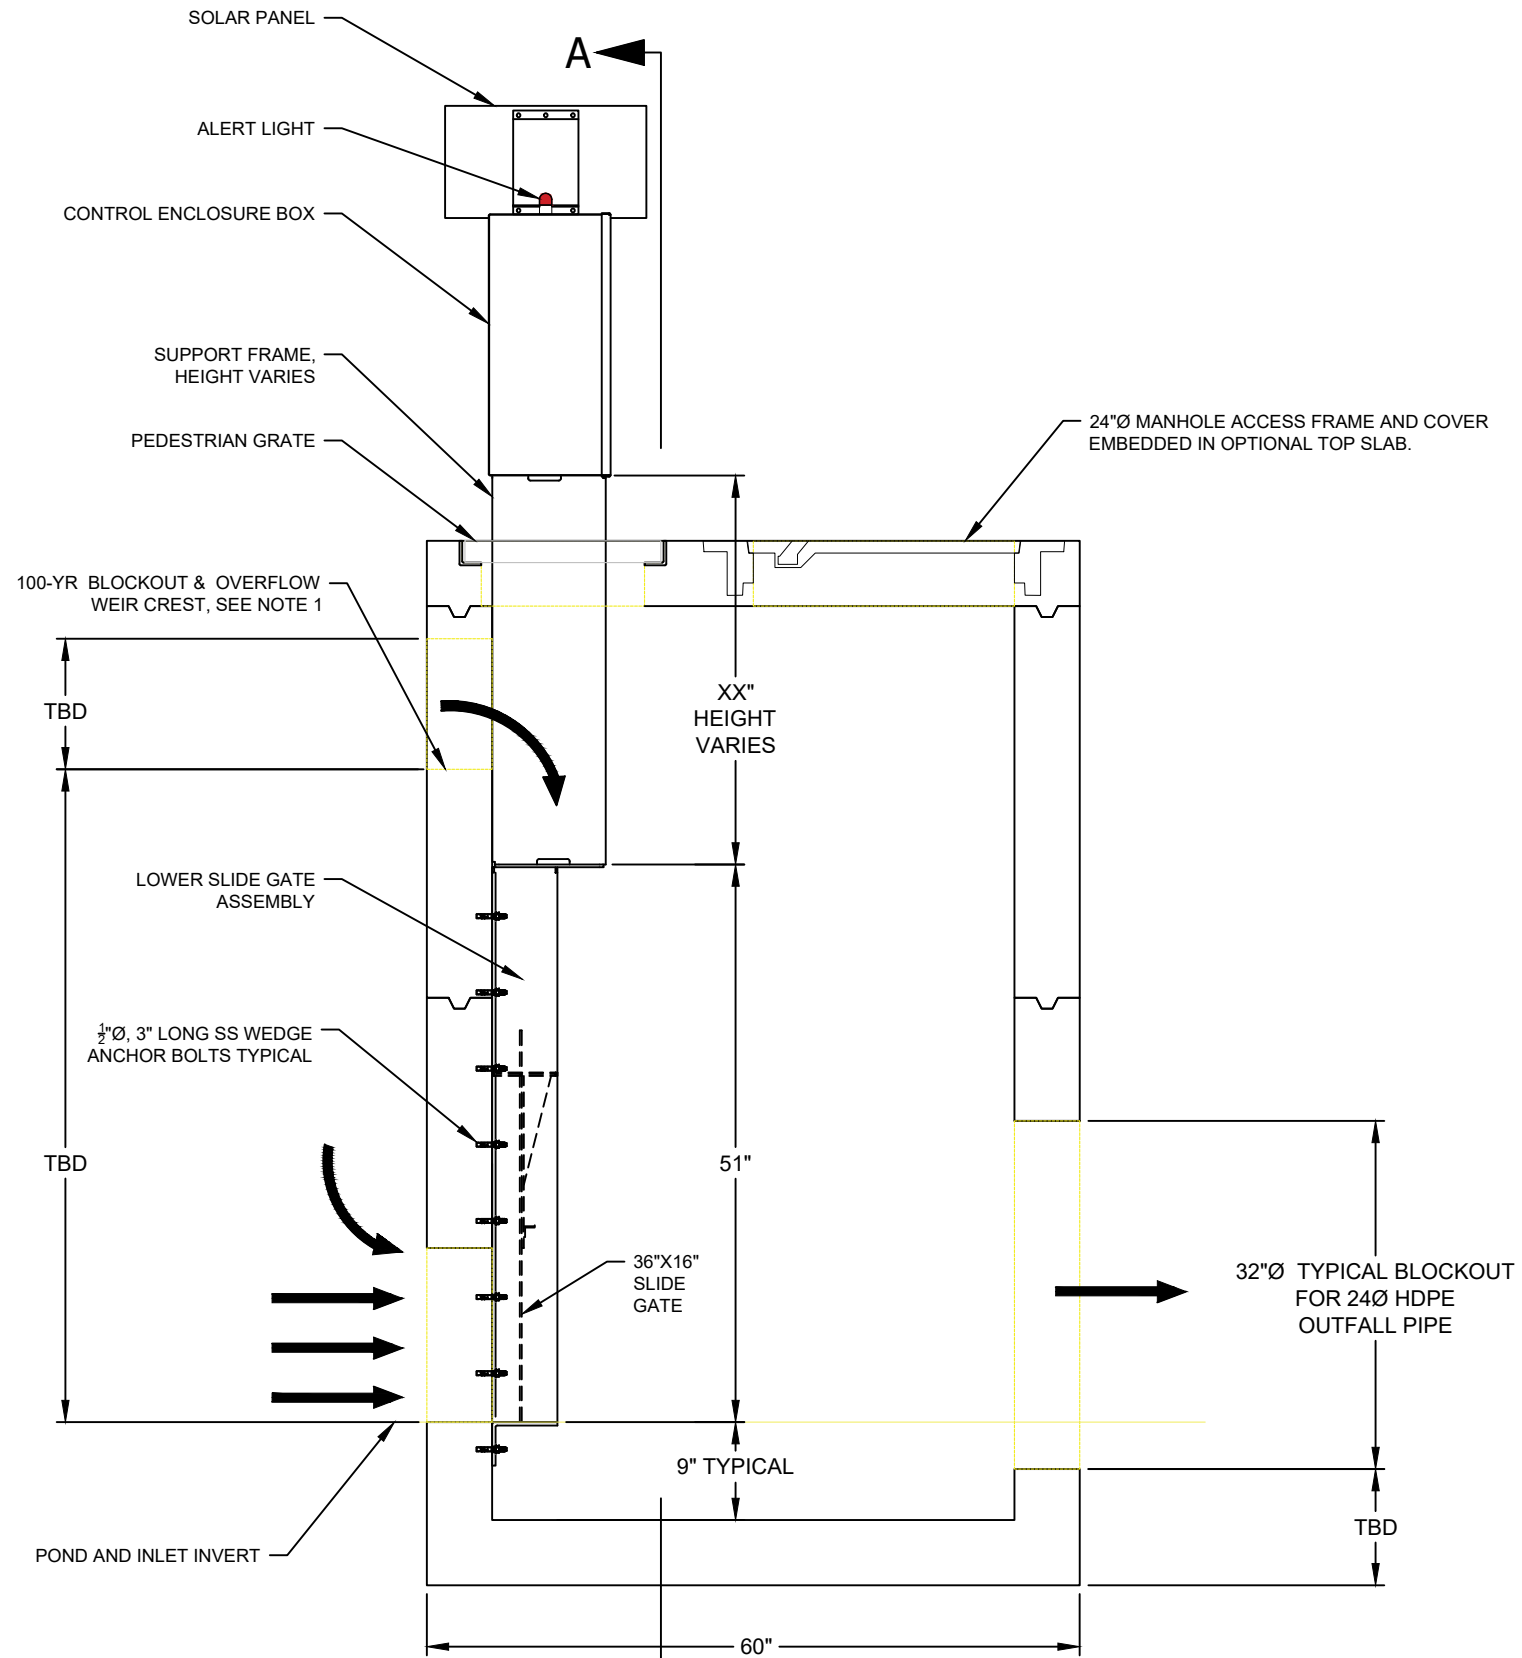 SOLAR PANEL
A
ALERT LIGHT
CONTROL ENCLOSURE BOX
SUPPORT FRAME,
HEIGHT VARIES
PEDESTRIAN GRATE
24"Ø MANHOLE ACCESS FRAME AND COVER
EMBEDDED IN OPTIONAL TOP SLAB.
100-YR BLOCKOUT & OVERFLOW
WEIR CREST, SEE NOTE 1
TBD
XX"
HEIGHT
VARIES
LOWER SLIDE GATE
ASSEMBLY
½"Ø, 3" LONG SS WEDGE
ANCHOR BOLTS TYPICAL
TBD
51"
36"X16"
SLIDE
GATE
32"Ø TYPICAL BLOCKOUT
FOR 24Ø HDPE
OUTFALL PIPE
9" TYPICAL
TBD
POND AND INLET INVERT
60"